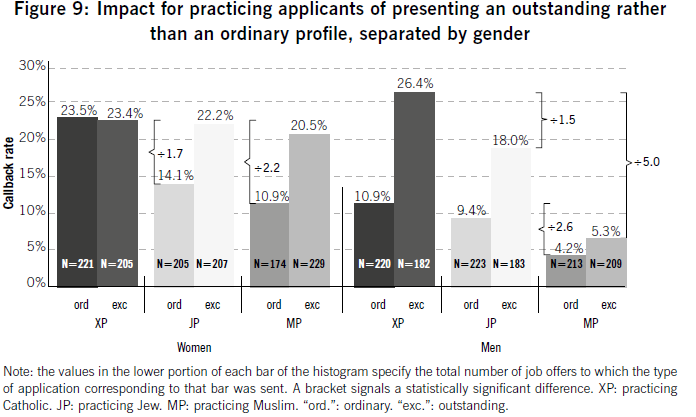 Figure 9: Impact for practicing applicants of presenting an outstanding rather
than an ordinary profile, separated by gender
Callback rate
30%
25%
20%
15%
10%
5%
0%
23.5% 23.4%
÷1.7
14.1%
22.2%
÷2.2
10.9%
20.5%
10.9%
26.4%
÷1.5
9.4%
18.0%
÷5.0
÷2.6
4.2%
5.3%
N=221 N=205 N=205 N=207 N=174 N=229 N=220 N=182 N=223 N=183 N=213 N=209
ord exc ord exc ord exc ord exc ord exc ord exc
XP JP MP XP JP MP
Women Men
Note: the values in the lower portion of each bar of the histogram specify the total number of job offers to which the type
of application corresponding to that bar was sent. A bracket signals a statistically significant difference. XP: practicing
Catholic. JP: practicing Jew. MP: practicing Muslim. “ord.”: ordinary. “exc.”: outstanding.